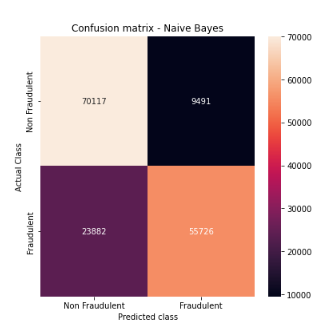 Confusion matrix - Naive Bayes
70000
Non Fraudulent
70117
9491
60000
50000
Actual Class
40000
Fraudulent
23882
55726
30000
20000
10000
Non Fraudulent
Fraudulent
Predicted class